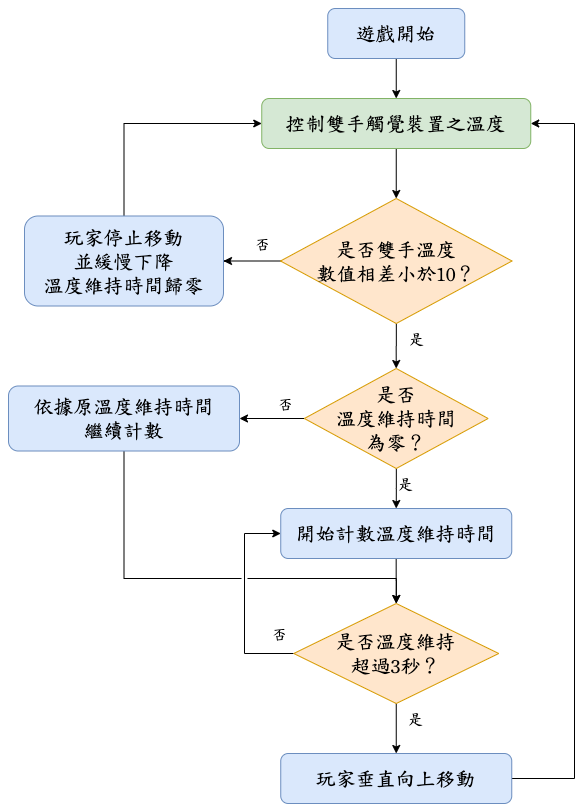 遊戲開始
控制雙手觸覺裝置之溫度
是否雙手溫度
數值相差小於10？
否
玩家停止移動
並緩慢下降
溫度維持時間歸零
是
是否
溫度維持時間
為零？
否
依據原溫度維持時間
繼續計數
是
開始計數溫度維持時間
是否溫度維持
超過3秒？
否
是
玩家垂直向上移動